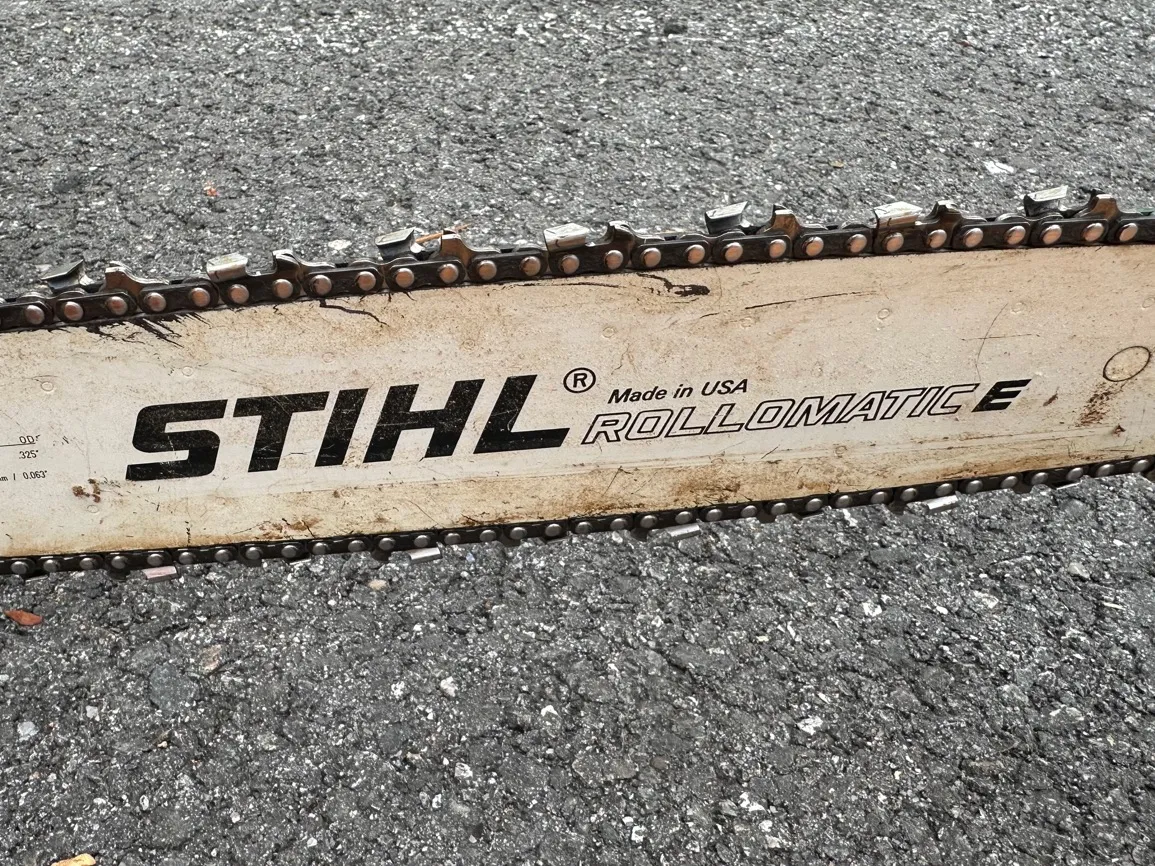 STIHL®
Made in USA
ROLLOMATIC E
.325"
/ 0.063"